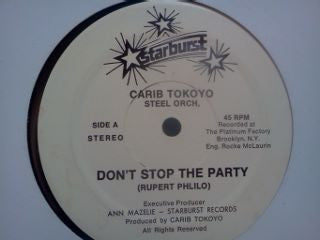 Starburst
CARIB TOKOYO
STEEL ORCH.
SIDE A
STEREO
45 RPM
Recorded at
The Platinum Factory
Brooklyn, N.Y.
Eng. Rocke McLaurin
DON'T STOP THE PARTY
(RUPERT PHLILO)
Executive Producer
ANN MAZELIE – STARBURST RECORDS
Produced by CARIB TOKOYO
All Rights Reserved